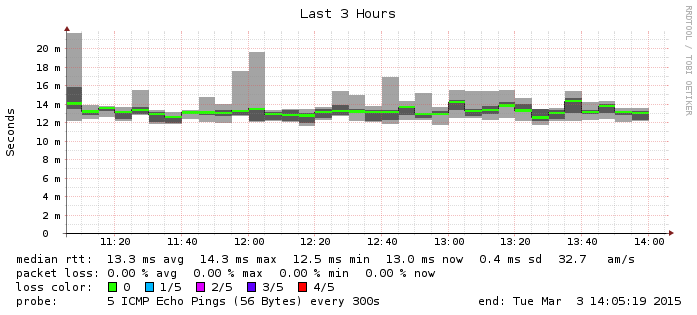 Last 3 Hours
RRDTOOL / TOBI OETIKER
Seconds
20 m
18 m
16 m
14 m
12 m
10 m
8 m
6 m
4 m
2 m
0
11:20 11:40 12:00 12:20 12:40 13:00 13:20 13:40 14:00
median rtt: 13.3 ms avg 14.3 ms max 12.5 ms min 13.0 ms now 0.4 ms sd 32.7 am/s
packet loss: 0.00 % avg 0.00 % max 0.00 % min 0.00 % now
loss color: 0 1/5 2/5 3/5 4/5
probe: 5 ICMP Echo Pings (56 Bytes) every 300s end: Tue Mar 3 14:05:19 2015